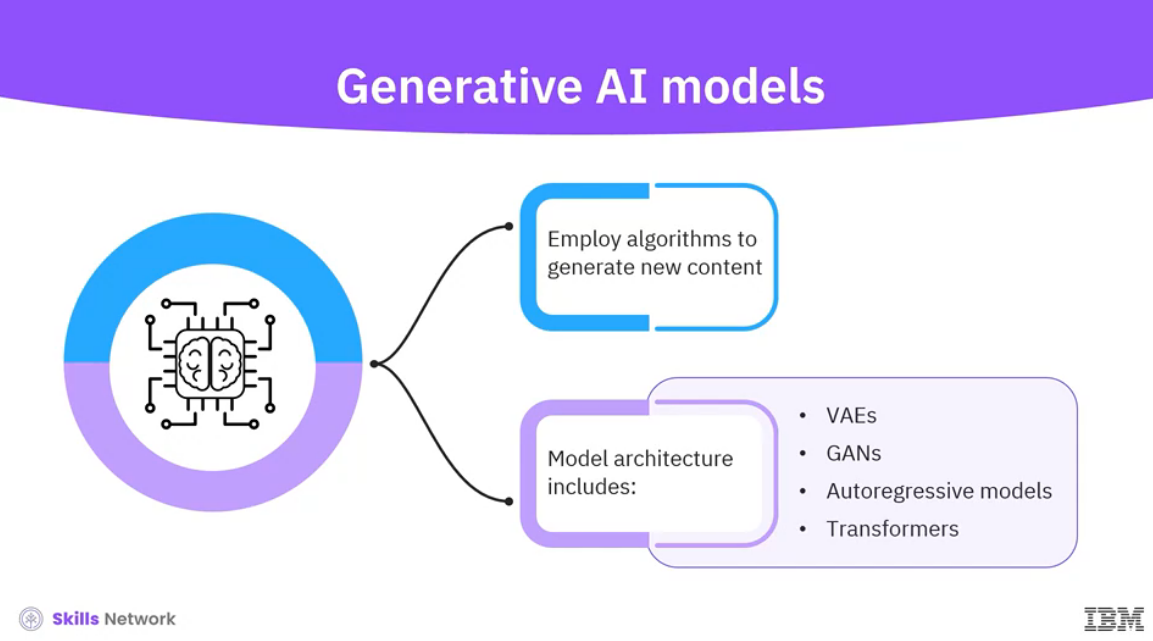 Generative AI models
Employ algorithms to
generate new content
Model architecture
includes:
• VAEs
• GANs
• Autoregressive models
• Transformers
Skills Network
IBM